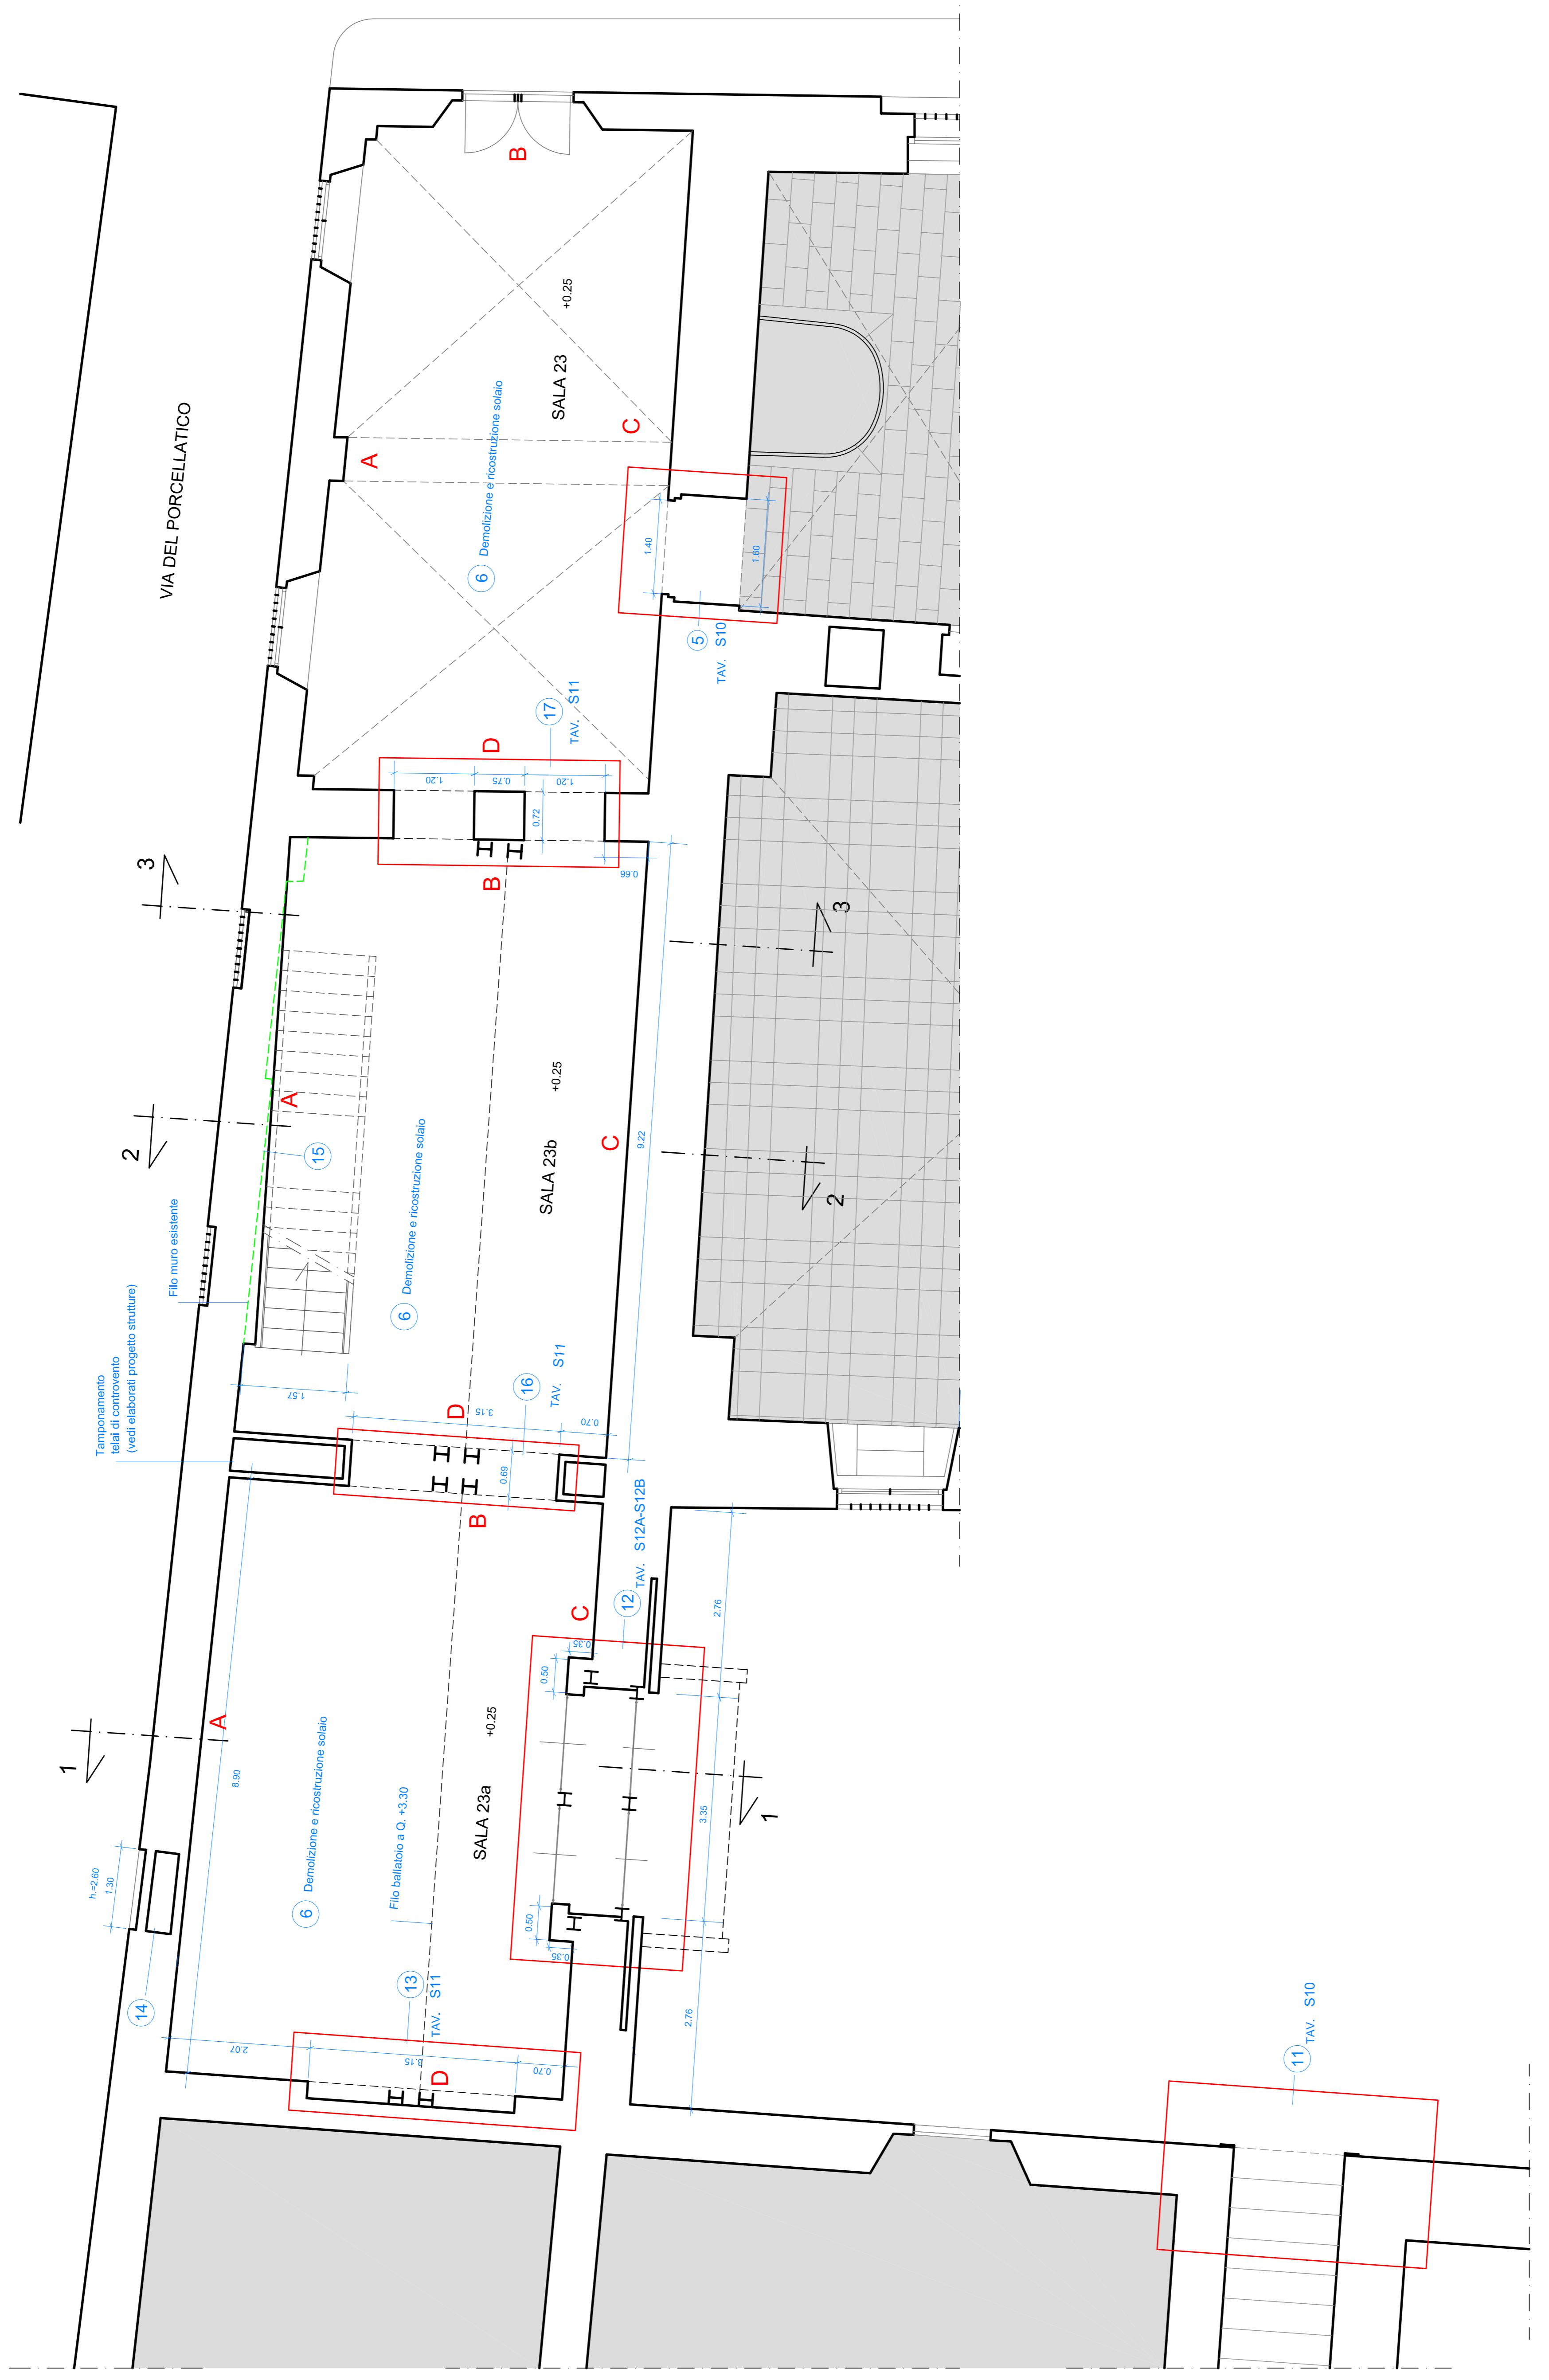 B
+0.25
SALA 23
6 Demolizione e ricostruzione solaio
VIA DEL PORCELLATICO
A
C
1.40
1.60
5
TAV. S10
17
TAV. S11
D
1.20
0.75
1.20
0.72
B
0.66
3
3
A
15
2
2
+0.25
SALA 23b
C
9.22
6 Demolizione e ricostruzione solaio
Filo muro esistente
Tamponamento
telai di controvento
(vedi elaborati progetto strutture)
1.57
16
TAV. S11
D
3.15
0.70
0.69
B
12
TAV. S12A-S12B
C
2.76
0.35
0.50
A
1
1
8.90
+0.25
SALA 23a
6 Demolizione e ricostruzione solaio
Filo ballatoio a Q. +3.30
3.35
h.=2.60
1.30
14
0.50
0.35
13
TAV. S11
2.07
3.15
0.70
D
2.76
11
TAV. S10